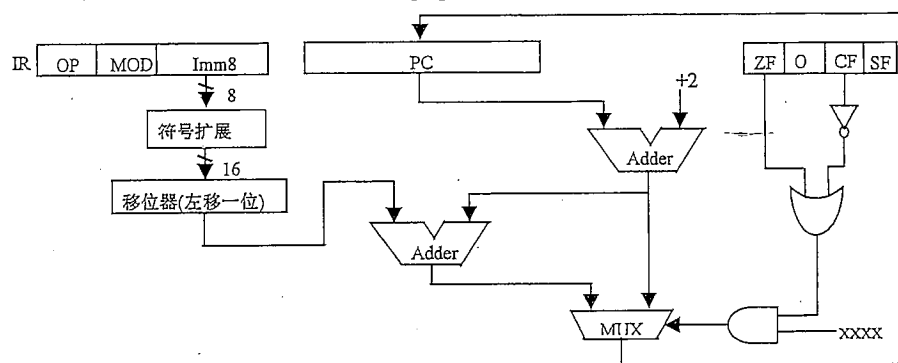 IR OP MOD Imm8 PC ZF O CF SF
8 +2
符号扩展
Adder
16
移位器(左移一位)
Adder
MUX XXXX